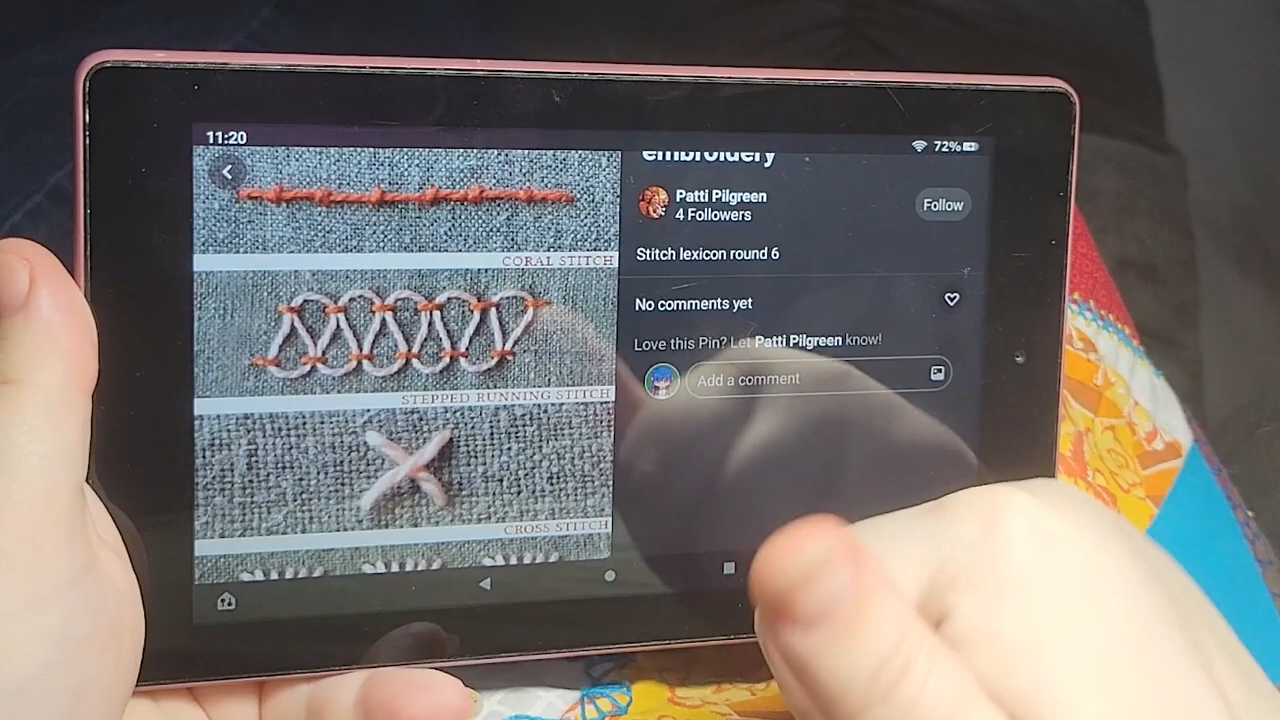 11:20
72%
embroidery
Patti Pilgreen
4 Followers
Follow
Stitch lexicon round 6
No comments yet
Love this Pin? Let Patti Pilgreen know!
Add a comment
CORAL STITCH
STEPPED RUNNING STITCH
CROSS STITCH